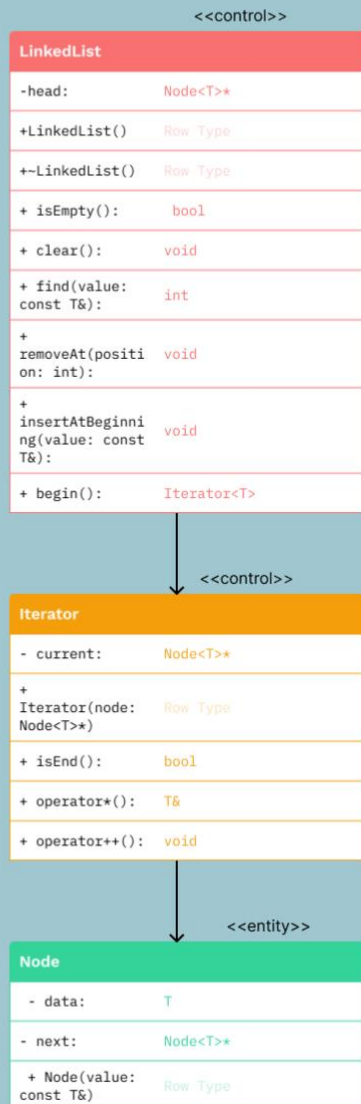 <<control>>
LinkedList
-head: Node<T>*
+LinkedList() Row Type
+~LinkedList() Row Type
+ isEmpty(): bool
+ clear(): void
+ find(value:
const T&): int
+
removeAt(positi
on: int): void
+
insertAtBeginni
ng(value: const
T&): void
+ begin(): Iterator<T>
<<control>>
Iterator
- current: Node<T>*
+
Iterator(node:
Node<T>*) Row Type
+ isEnd(): bool
+ operator*(): T&
+ operator++(): void
<<entity>>
Node
- data: T
- next: Node<T>*
+ Node(value:
const T&) Row Type